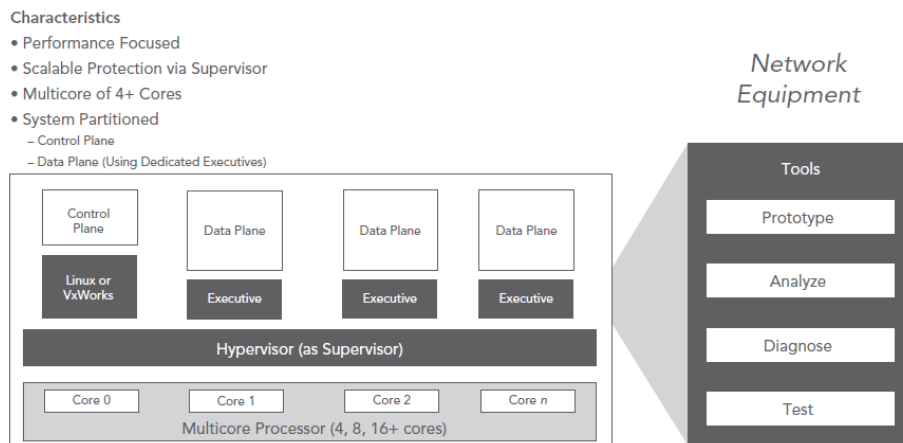 Characteristics
• Performance Focused
• Scalable Protection via Supervisor
• Multicore of 4+ Cores
• System Partitioned
– Control Plane
– Data Plane (Using Dedicated Executives)
Network
Equipment
Control
Plane
Data Plane
Data Plane
Data Plane
Linux or
VxWorks
Executive
Executive
Executive
Hypervisor (as Supervisor)
Core 0
Core 1
Core 2
Core n
Multicore Processor (4, 8, 16+ cores)
Tools
Prototype
Analyze
Diagnose
Test